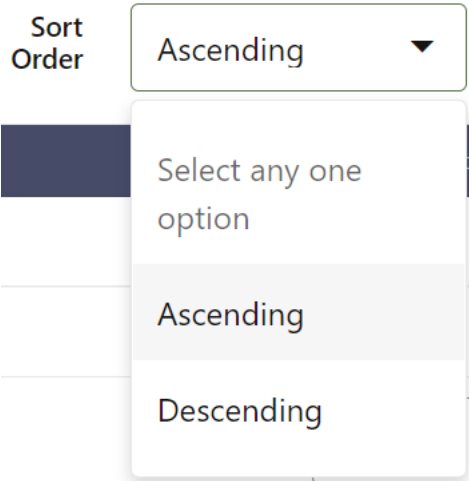 Sort
Order
Ascending
Select any one
option
Ascending
Descending